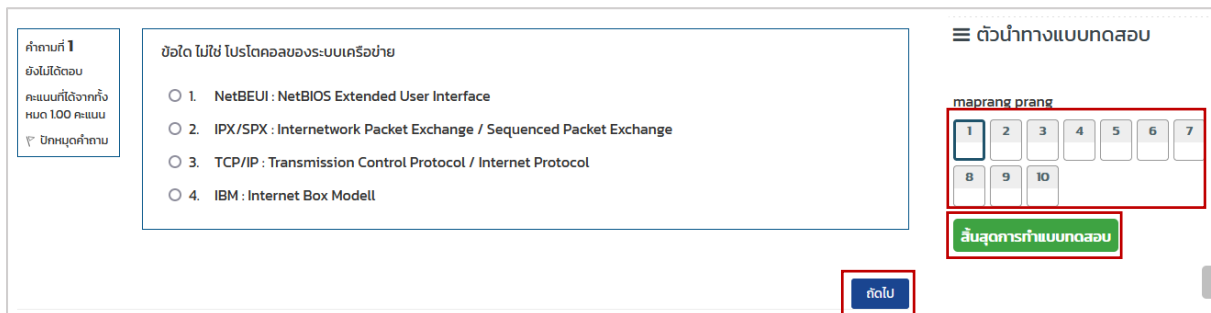 คำถามที่ 1
ยังไม่ได้ตอบ
คะแนนที่ได้จากทั้ง
หมด 1.00 คะแนน
ปักหมุดคำถาม
ข้อใด ไม่ใช่ โปรโตคอลของระบบเครือข่าย
1. NetBEUI : NetBIOS Extended User Interface
2. IPX/SPX : Internetwork Packet Exchange / Sequenced Packet Exchange
3. TCP/IP : Transmission Control Protocol / Internet Protocol
4. IBM : Internet Box Modell
ถัดไป
ตัวนำทางแบบทดสอบ
maprang prang
1 2 3 4 5 6 7
8 9 10
สิ้นสุดการทำแบบทดสอบ